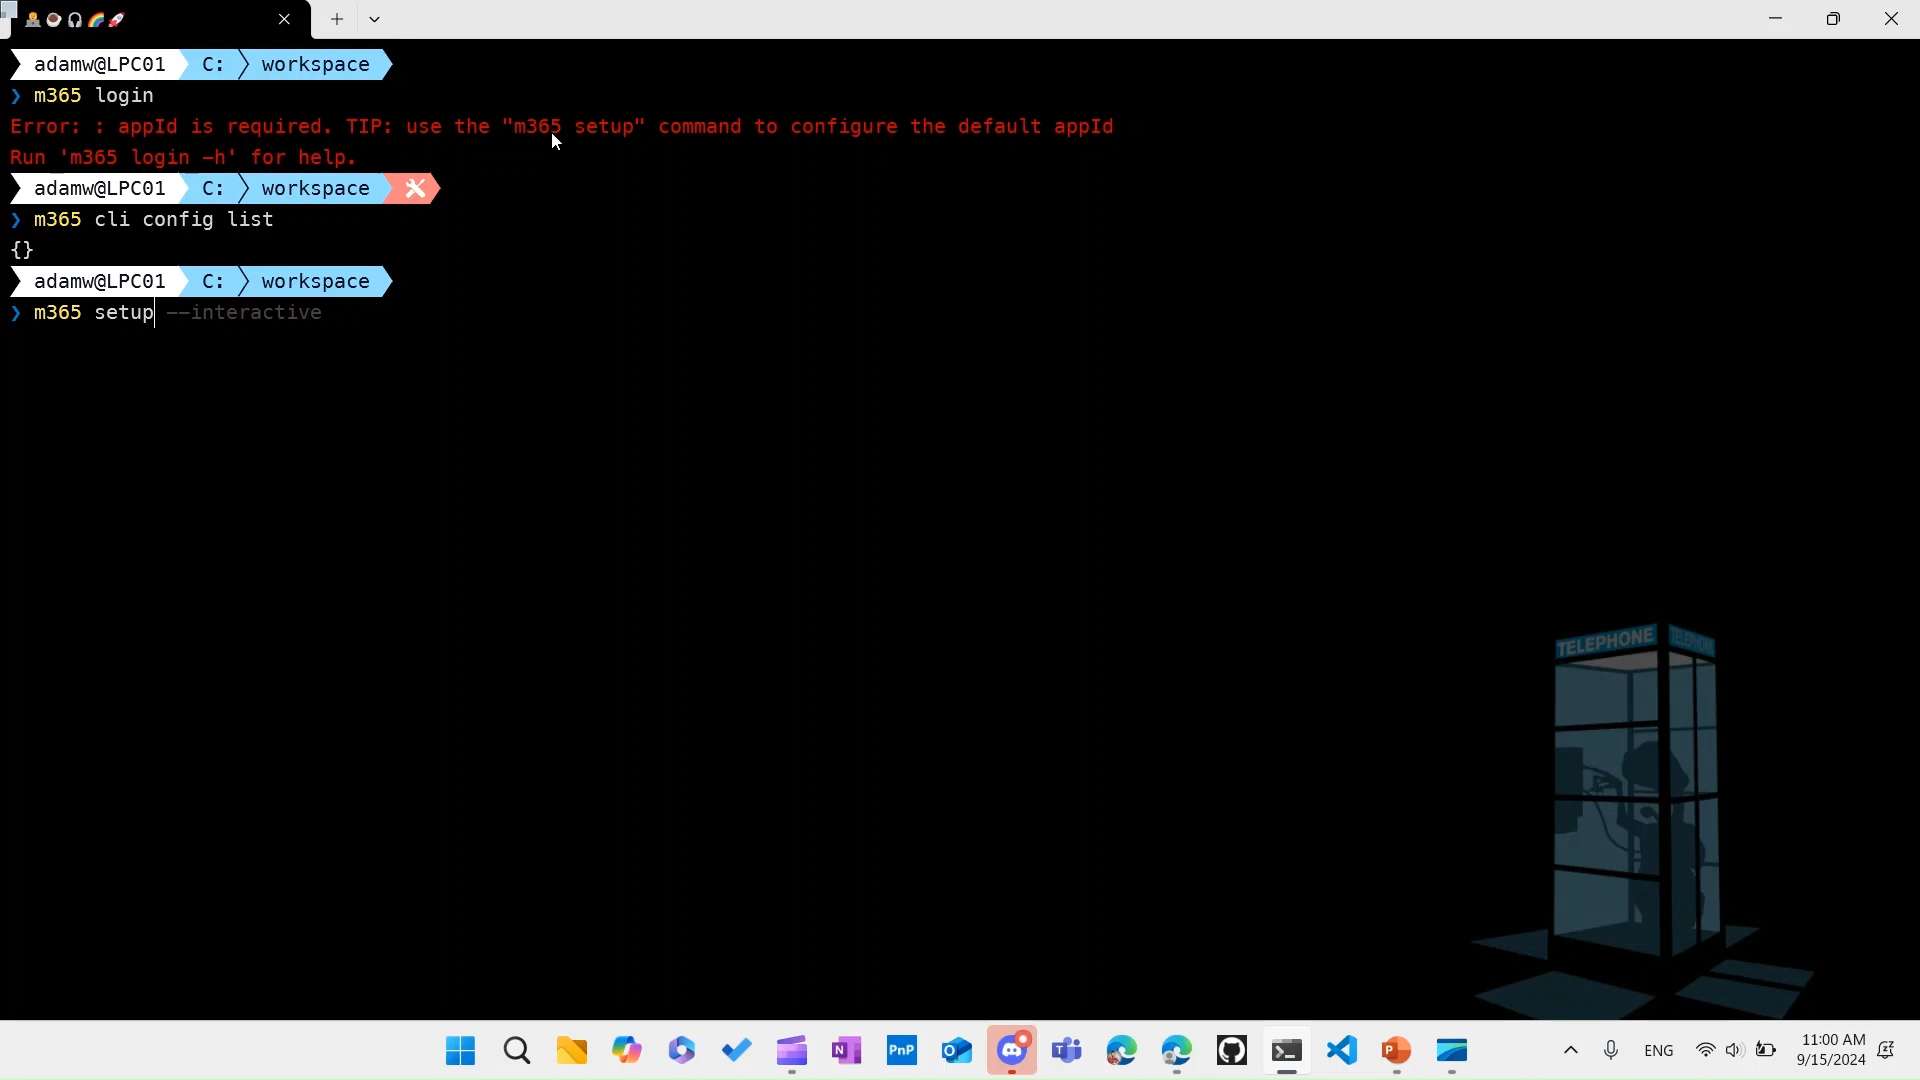 adamw@LPC01 C: workspace
❯ m365 login
Error: : appId is required. TIP: use the "m365 setup" command to configure the default appId
Run 'm365 login -h' for help.
adamw@LPC01 C: workspace
❯ m365 cli config list
{}
adamw@LPC01 C: workspace
❯ m365 setup --interactive
TELEPHONE TELEPHONE
N PnP O T P ENG 11:00 AM
9/15/2024